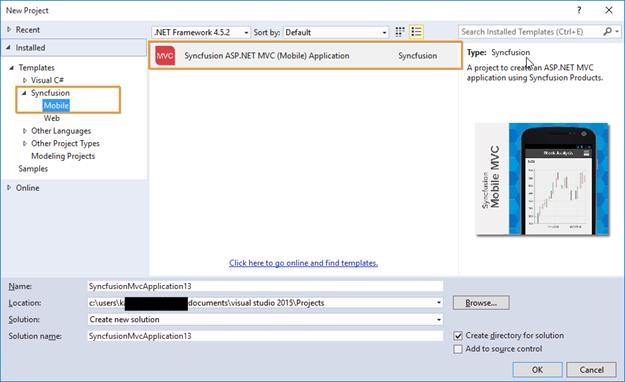 New Project
? ×
Recent
.NET Framework 4.5.2 Sort by: Default
Search Installed Templates (Ctrl+E)
Installed
Templates
Visual C#
Syncfusion
Mobile
Web
Other Languages
Other Project Types
Modeling Projects
Samples
Online
MVC Syncfusion ASP.NET MVC (Mobile) Application Syncfusion
Type: Syncfusion
A project to create an ASP.NET MVC
application using Syncfusion Products.
Syncfusion
Mobile MVC
Stock Analysis
Click here to go online and find templates.
Name: SyncfusionMvcApplication13
Location: c:\users\ka documents\visual studio 2015\Projects Browse...
Solution: Create new solution
Solution name: SyncfusionMvcApplication13
Create directory for solution
Add to source control
OK Cancel